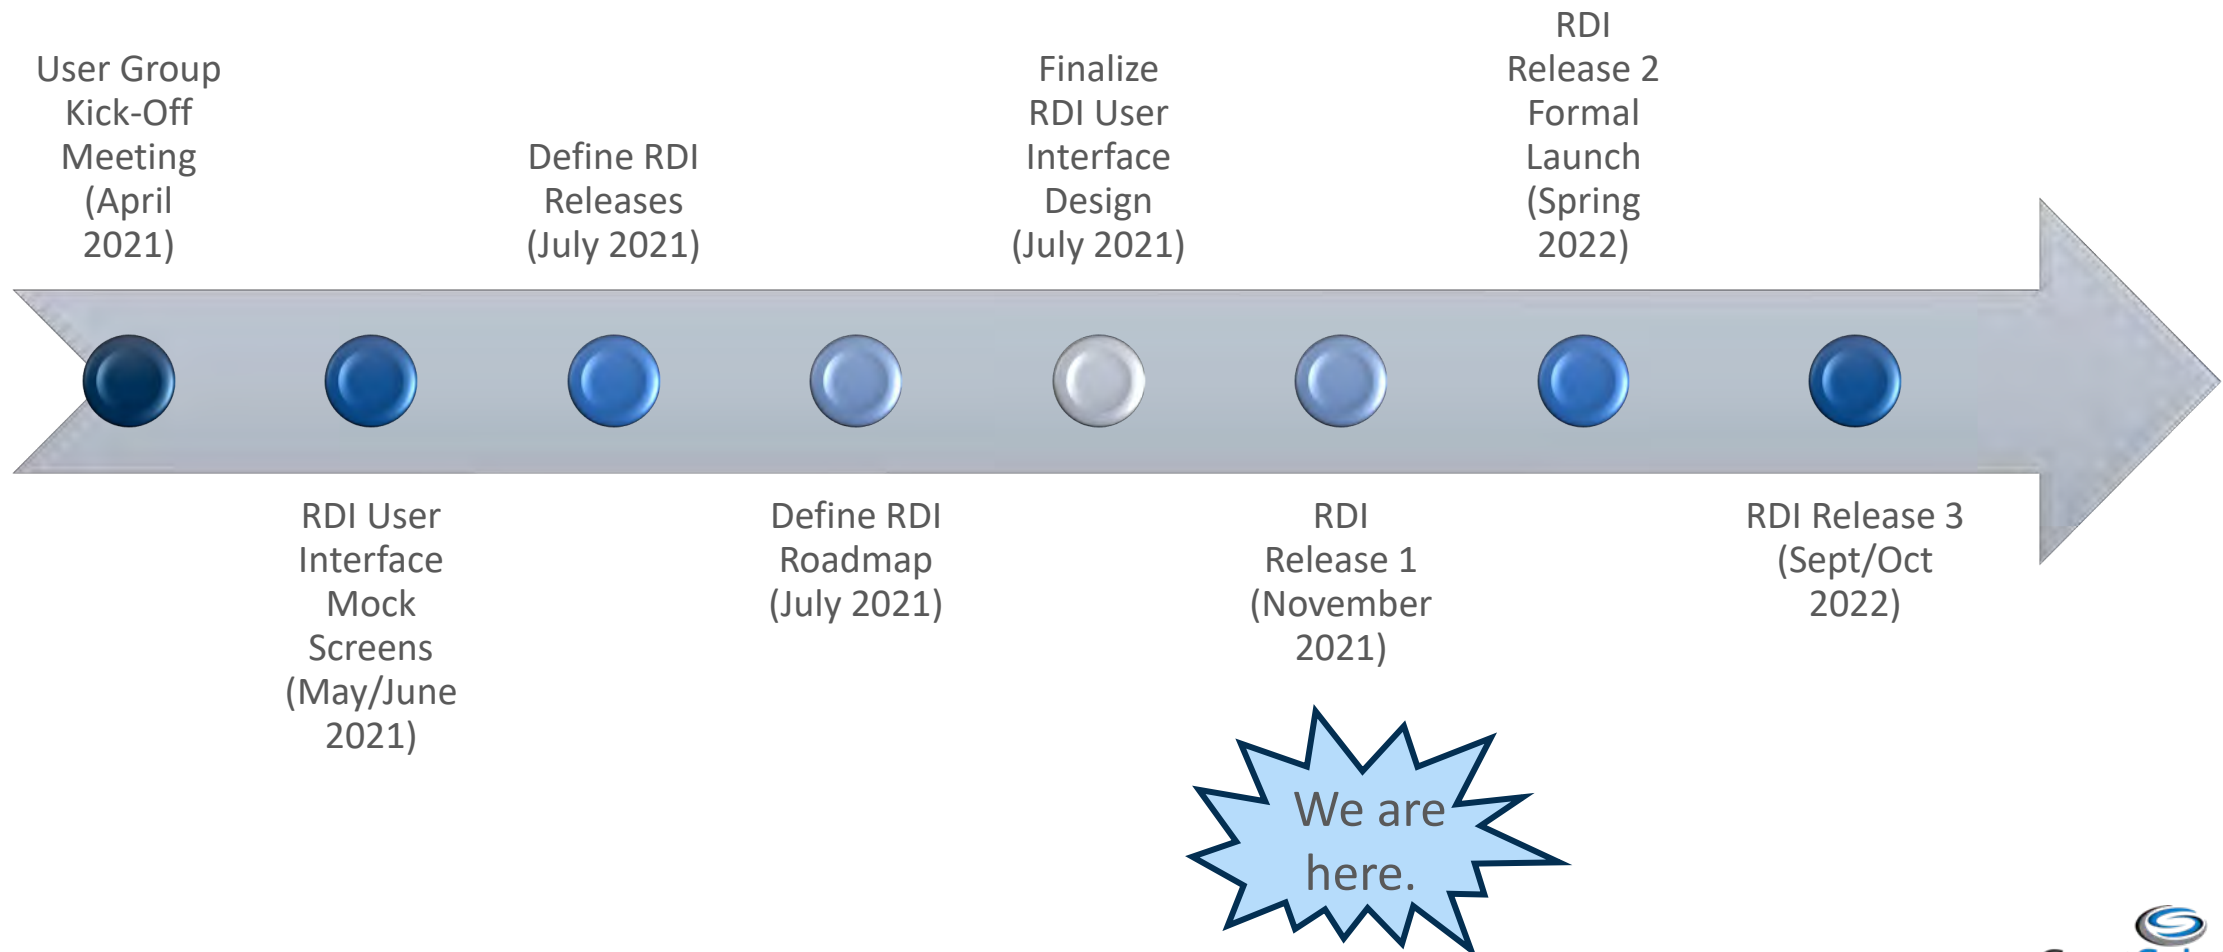 User Group
Kick-Off
Meeting
(April
2021)
RDI User
Interface
Mock
Screens
(May/June
2021)
Define RDI
Releases
(July 2021)
Define RDI
Roadmap
(July 2021)
Finalize
RDI User
Interface
Design
(July 2021)
RDI
Release 1
(November
2021)
RDI
Release 2
Formal
Launch
(Spring
2022)
RDI Release 3
(Sept/Oct
2022)
We are
here.